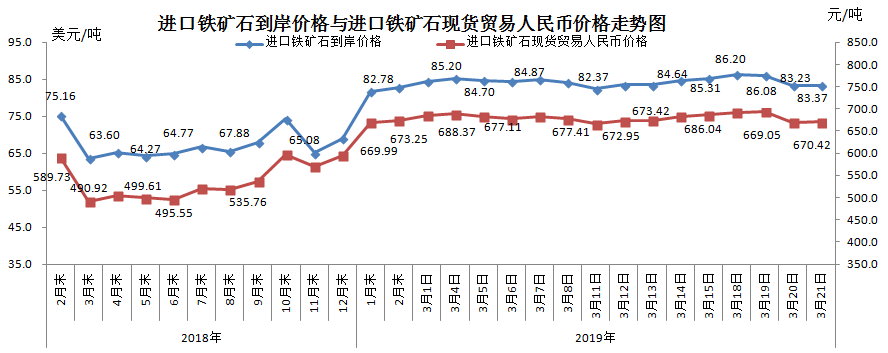 进口铁矿石到岸价格与进口铁矿石现货贸易人民币价格走势图
美元/吨
元/吨
进口铁矿石到岸价格
进口铁矿石现货贸易人民币价格
95.0
85.0
75.0
65.0
55.0
45.0
35.0
850.0
800.0
750.0
700.0
650.0
600.0
550.0
500.0
450.0
400.0
350.0
75.16
63.60
64.27
64.77
67.88
65.08
82.78
85.20
84.70
84.87
82.37
84.64
85.31
86.20
86.08
83.23
83.37
589.73
490.92
499.61
495.55
535.76
669.99
673.25
688.37
677.11
677.41
672.95
673.42
686.04
669.05
670.42
2月末
3月末
4月末
5月末
6月末
7月末
8月末
9月末
10月末
11月末
12月末
1月末
2月末
3月1日
3月4日
3月5日
3月6日
3月7日
3月8日
3月11日
3月12日
3月13日
3月14日
3月15日
3月18日
3月19日
3月20日
3月21日
2018年
2019年